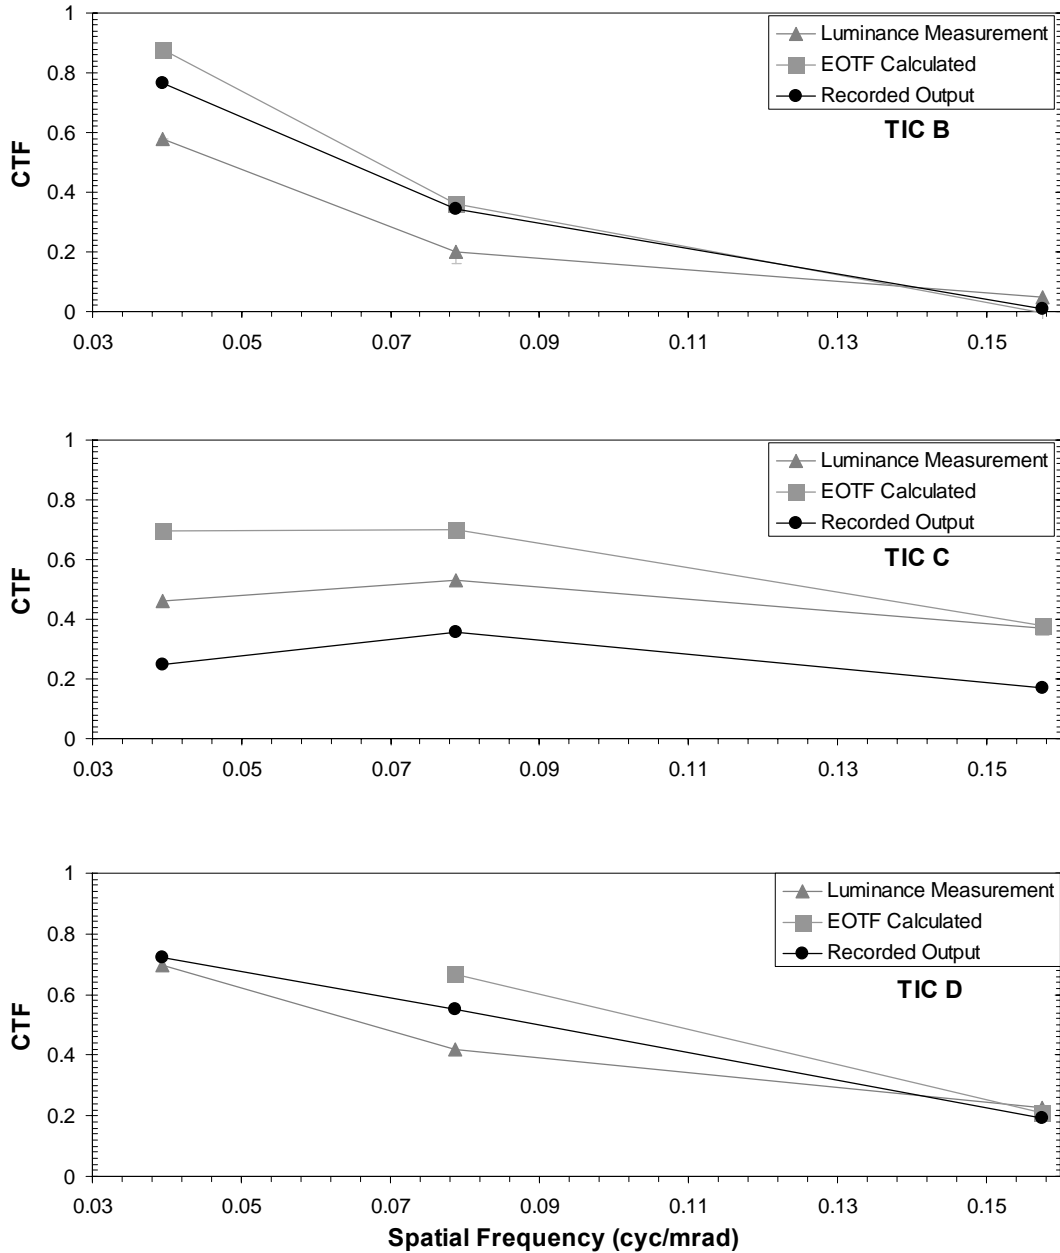 1
0.8
0.6
0.4
0.2
0
CTF
Luminance Measurement
EOTF Calculated
Recorded Output
TIC B
0.03 0.05 0.07 0.09 0.11 0.13 0.15
1
0.8
0.6
0.4
0.2
0
CTF
Luminance Measurement
EOTF Calculated
Recorded Output
TIC C
0.03 0.05 0.07 0.09 0.11 0.13 0.15
1
0.8
0.6
0.4
0.2
0
CTF
Luminance Measurement
EOTF Calculated
Recorded Output
TIC D
0.03 0.05 0.07 0.09 0.11 0.13 0.15
Spatial Frequency (cyc/mrad)